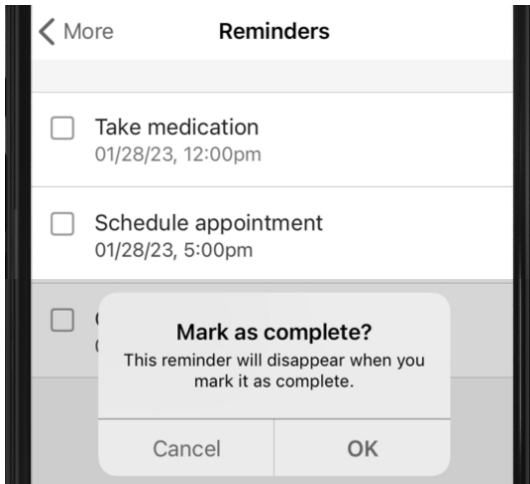 More
Reminders
Take medication
01/28/23, 12:00pm
Schedule appointment
01/28/23, 5:00pm
Mark as complete?
This reminder will disappear when you
mark it as complete.
Cancel
OK